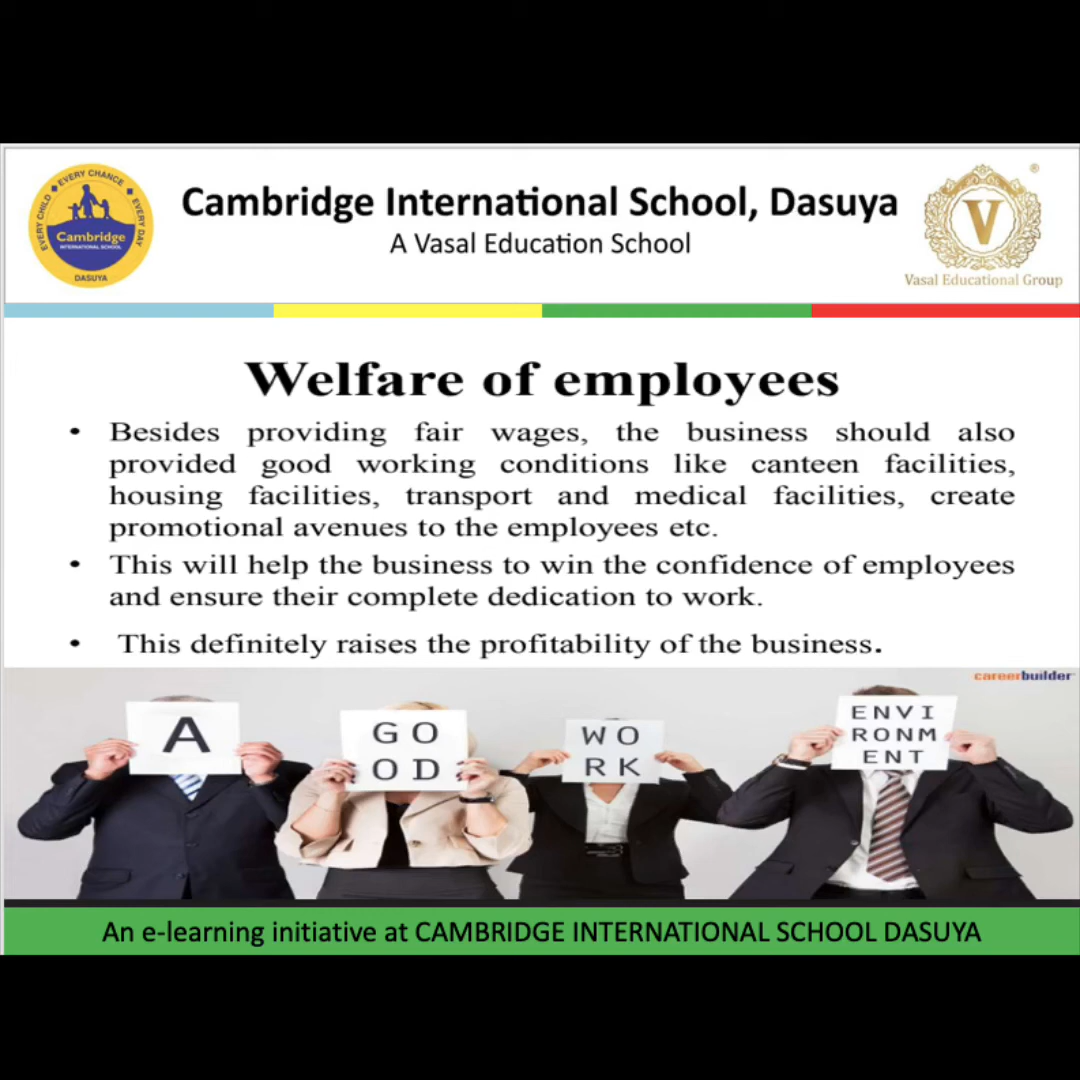 EVERY CHILD ◆ EVERY CHANCE ◆ EVERY DAY
Cambridge
INTERNATIONAL SCHOOL
DASUYA
Cambridge International School, Dasuya
A Vasal Education School
®
V
Vasal Educational Group
Welfare of employees
• Besides providing fair wages, the business should also
provided good working conditions like canteen facilities,
housing facilities, transport and medical facilities, create
promotional avenues to the employees etc.
• This will help the business to win the confidence of employees
and ensure their complete dedication to work.
• This definitely raises the profitability of the business.
careerbuilder
A
GO
OD
WO
RK
ENVI
RONM
ENT
An e-learning initiative at CAMBRIDGE INTERNATIONAL SCHOOL DASUYA